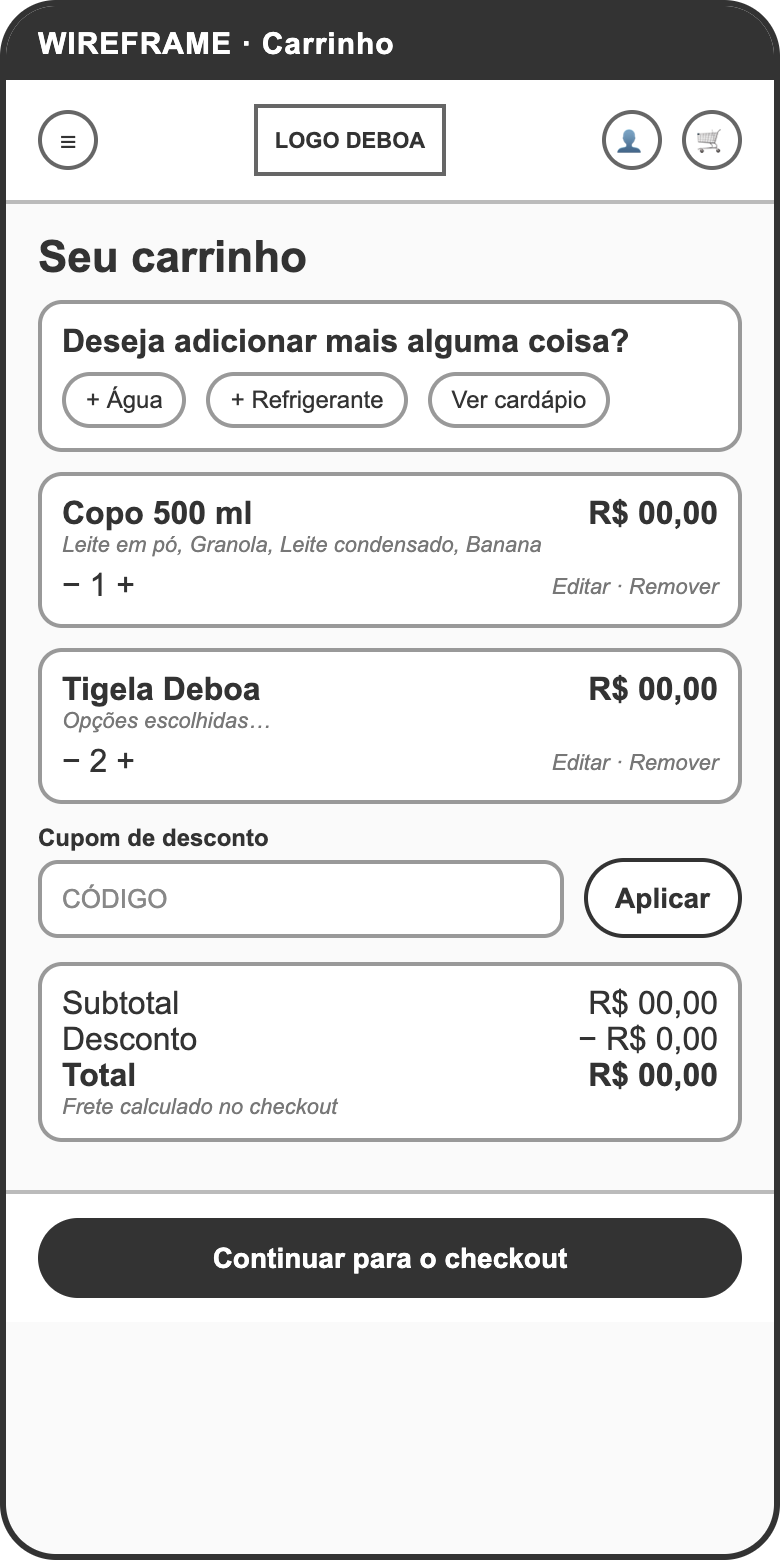 WIREFRAME · Carrinho
≡ LOGO DEBOA
Seu carrinho
Deseja adicionar mais alguma coisa?
+ Água + Refrigerante Ver cardápio
Copo 500 ml R$ 00,00
Leite em pó, Granola, Leite condensado, Banana
− 1 + Editar · Remover
Tigela Deboa R$ 00,00
Opções escolhidas…
− 2 + Editar · Remover
Cupom de desconto
CÓDIGO Aplicar
Subtotal R$ 00,00
Desconto − R$ 0,00
Total R$ 00,00
Frete calculado no checkout
Continuar para o checkout